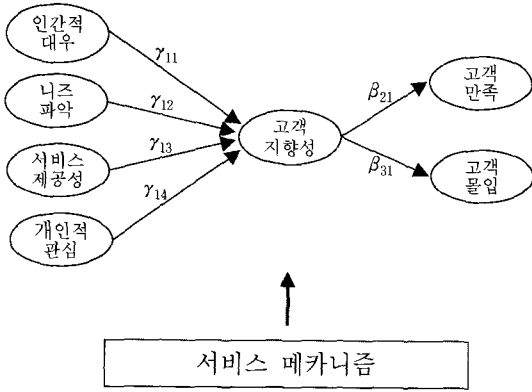 인간적
대우
γ11
니즈
파악
γ12
서비스
제공성
γ13
개인적
관심
γ14
고객
지향성
β21
고객
만족
β31
고객
몰입
서비스 메카니즘